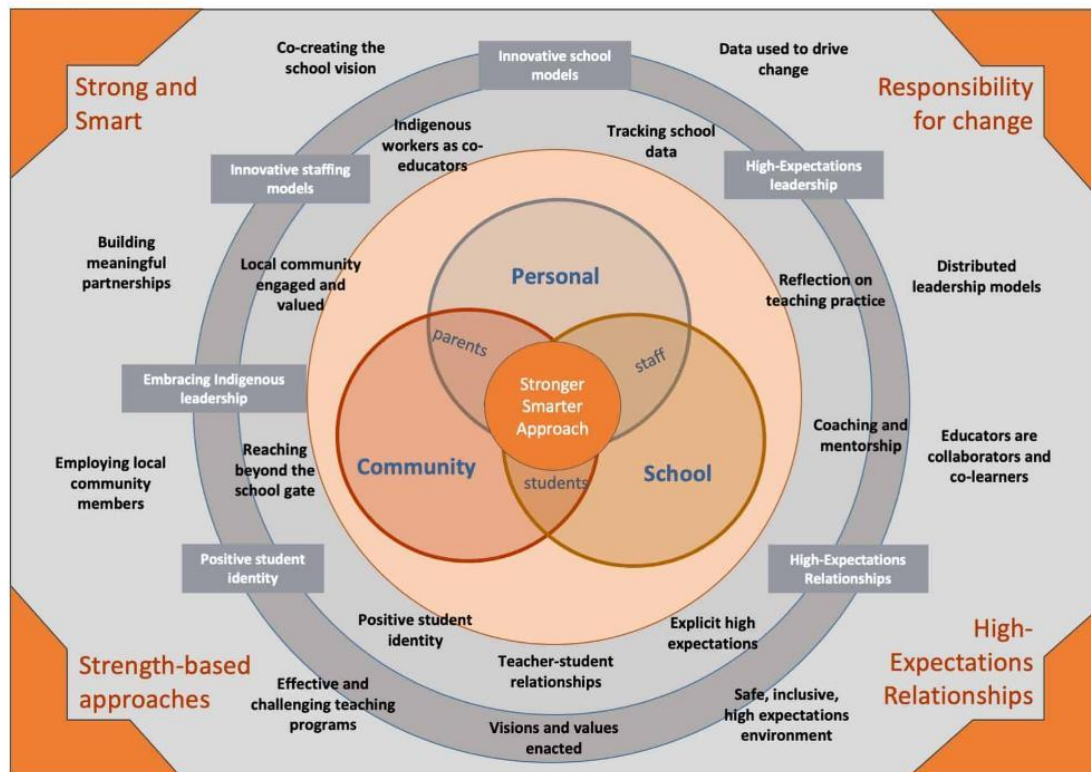 Strong and
Smart
Co-creating the
school vision
Innovative school
models
Data used to drive
change
Responsibility
for change
Indigenous
workers as co-
educators
Tracking school
data
Innovative staffing
models
High-Expectations
leadership
Building
meaningful
partnerships
Local community
engaged and
valued
Personal
Reflection on
teaching practice
Distributed
leadership models
parents
staff
Embracing Indigenous
leadership
Stronger
Smarter
Approach
Coaching and
mentorship
Employing local
community
members
Reaching
beyond the
school gate
Community
School
students
Educators are
collaborators and
co-learners
Positive student
identity
High-Expectations
Relationships
Positive student
identity
Explicit high
expectations
Teacher-student
relationships
Strength-based
approaches
Effective and
challenging teaching
programs
Visions and values
enacted
Safe, inclusive,
high expectations
environment
High-
Expectations
Relationships